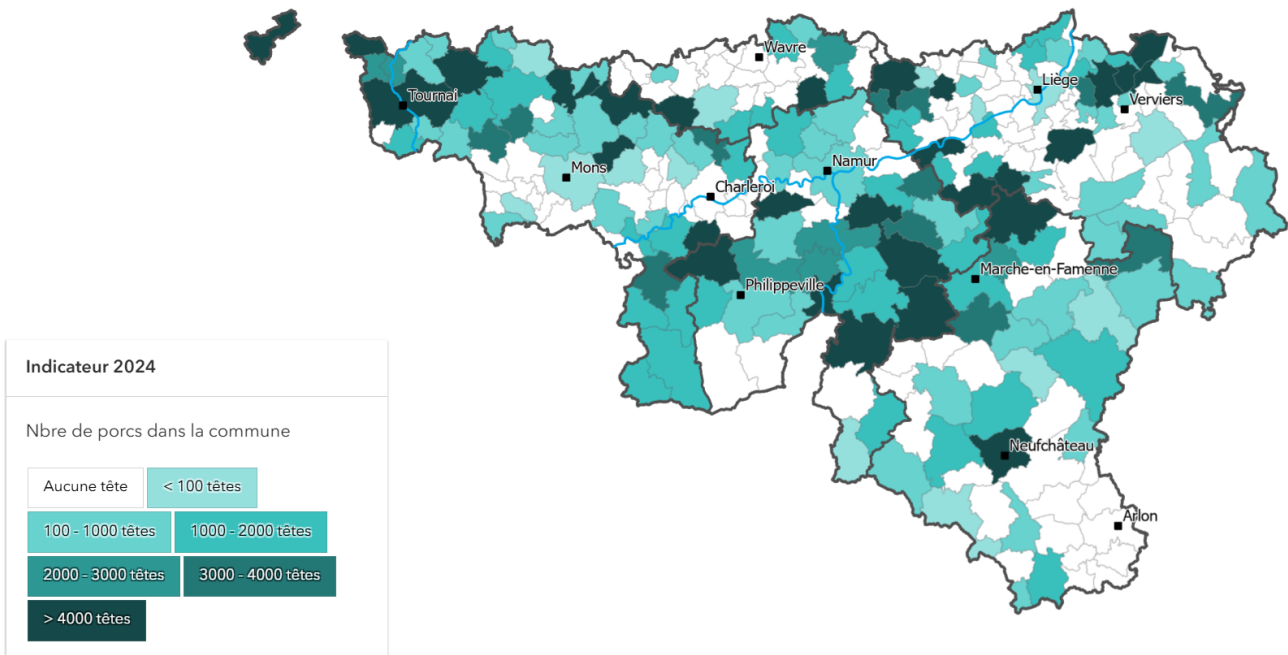 Wavre
Liège
Tournai
Verviers
Namur
Mons
Charleroi
Marche-en-Famenne
Philippeville
Indicateur 2024
Nbre de porcs dans la commune
Neufchâteau
Aucune tête
< 100 têtes
Arlon
100 - 1000 têtes
1000 - 2000 têtes
2000 - 3000 têtes
3000 - 4000 têtes
> 4000 têtes